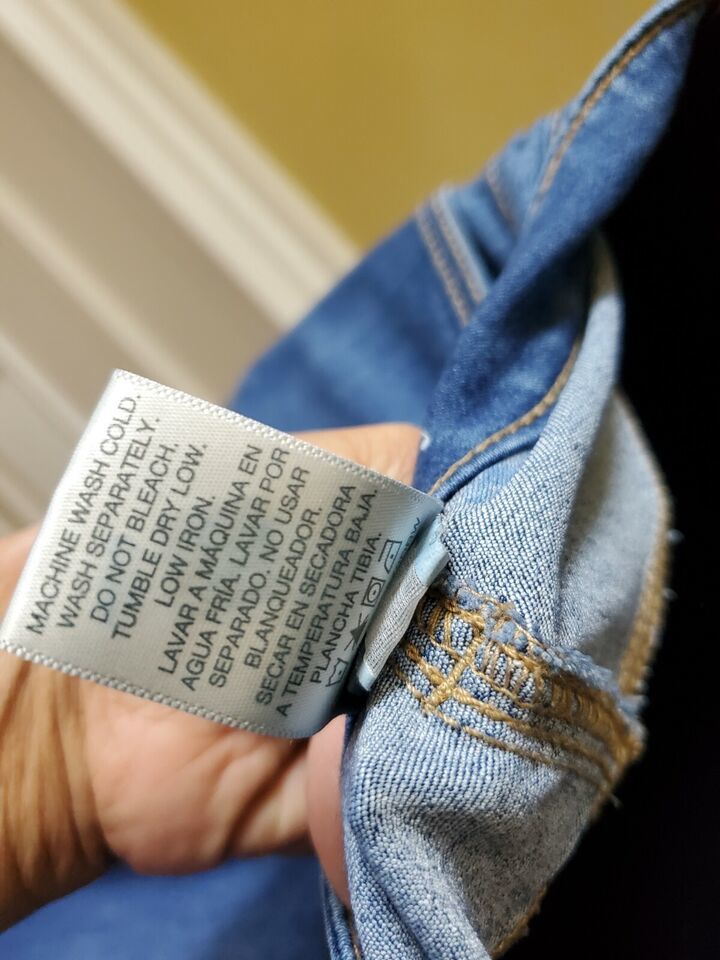 MACHINE WASH COLD.
WASH SEPARATELY.
DO NOT BLEACH.
TUMBLE DRY LOW.
LOW IRON.
LAVAR A MÁQUINA EN
AGUA FRÍA. LAVAR POR
SEPARADO. NO USAR
BLANQUEADOR.
SECAR EN SECADORA
A TEMPERATURA BAJA.
PLANCHA TIBIA.